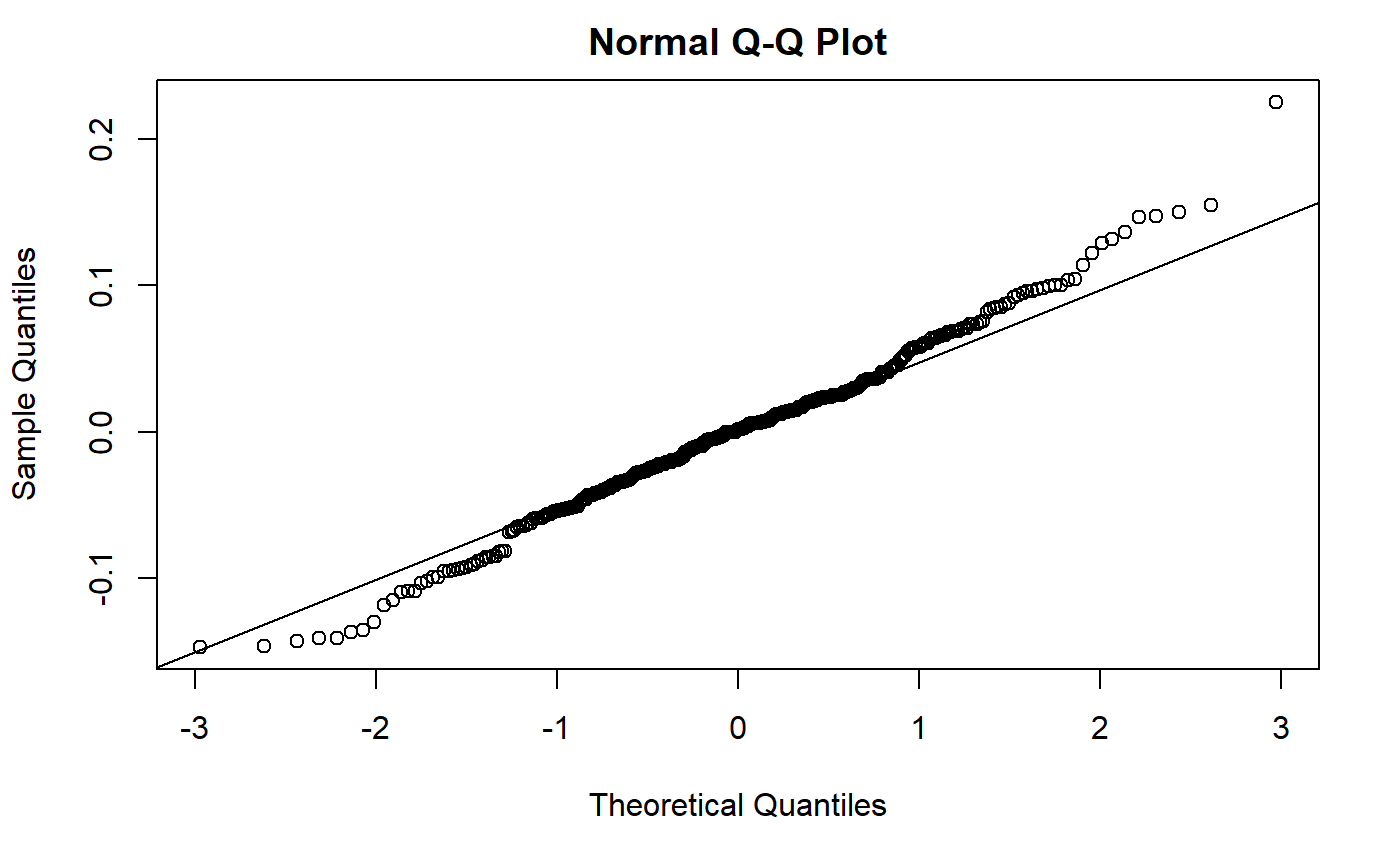 Normal Q-Q Plot
Sample Quantiles
0.2
0.1
0.0
-0.1
-3 -2 -1 0 1 2 3
Theoretical Quantiles